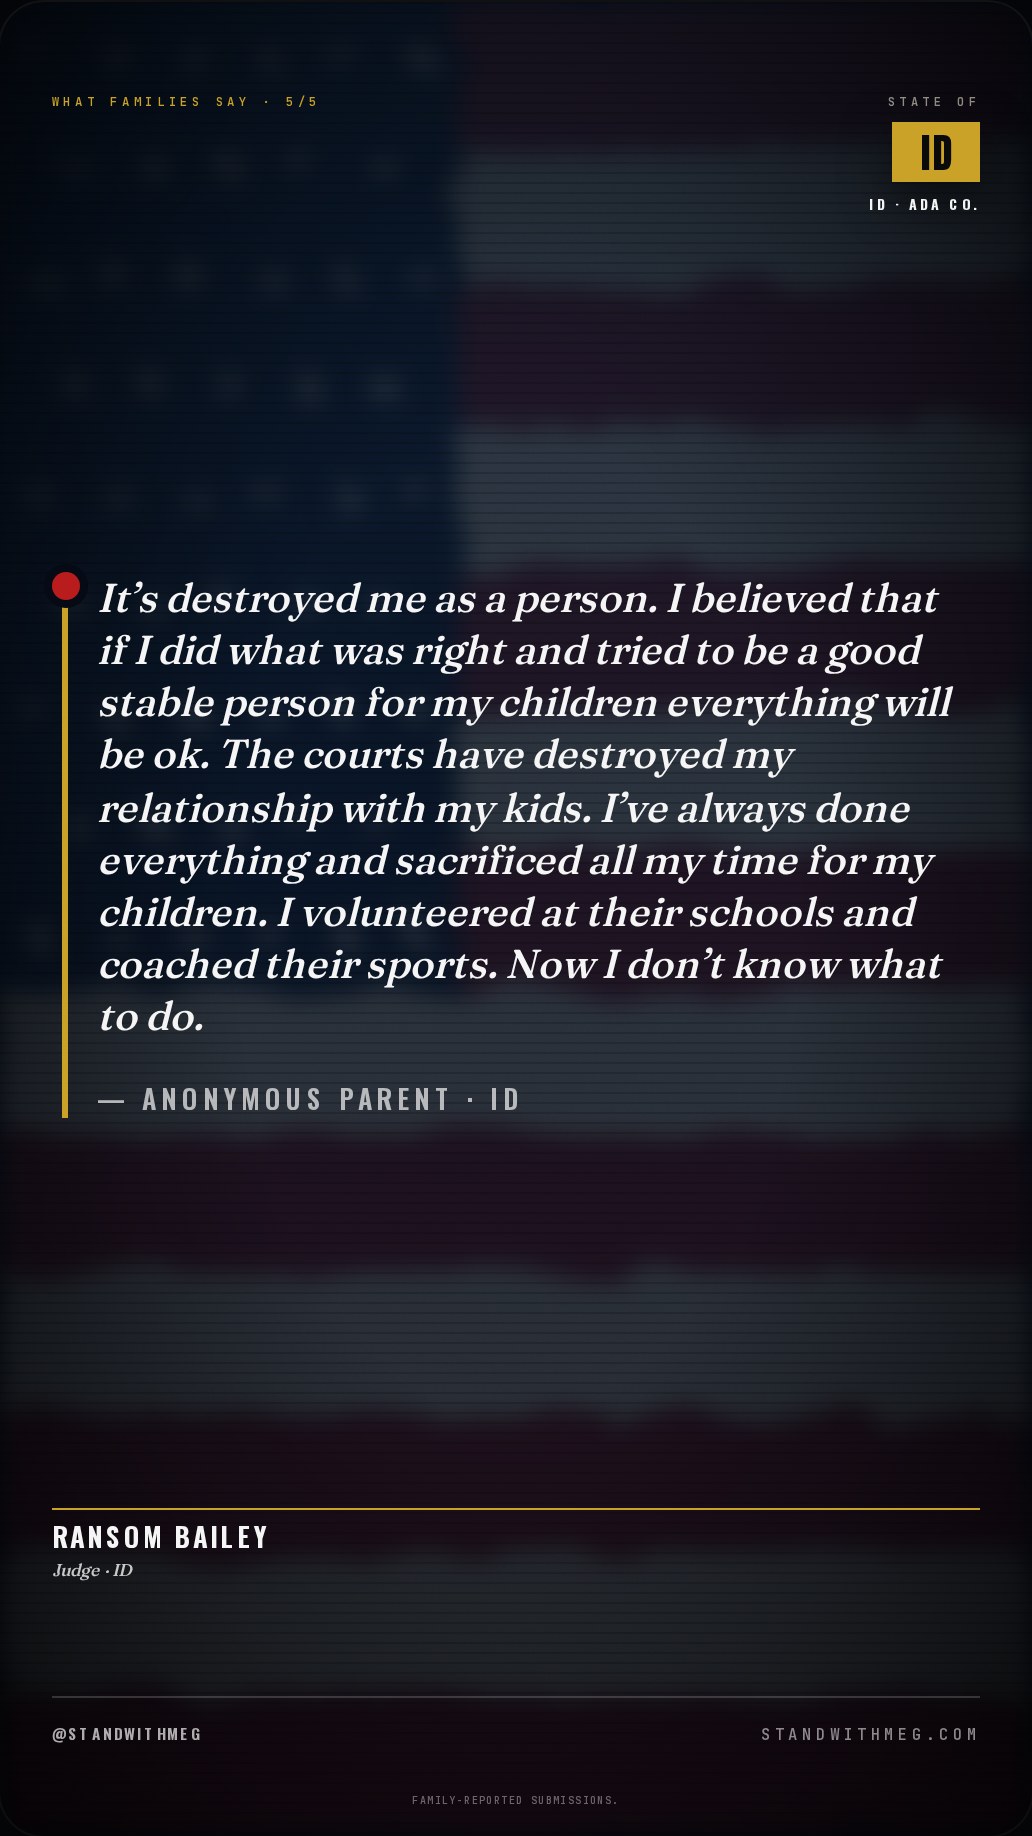 WHAT FAMILIES SAY · 5/5
STATE OF
ID
ID · ADA CO.
It’s destroyed me as a person. I believed that
if I did what was right and tried to be a good
stable person for my children everything will
be ok. The courts have destroyed my
relationship with my kids. I’ve always done
everything and sacrificed all my time for my
children. I volunteered at their schools and
coached their sports. Now I don’t know what
to do.
— ANONYMOUS PARENT · ID
RANSOM BAILEY
Judge · ID
@STANDWITHMEG
STANDWITHMEG.COM
FAMILY-REPORTED SUBMISSIONS.